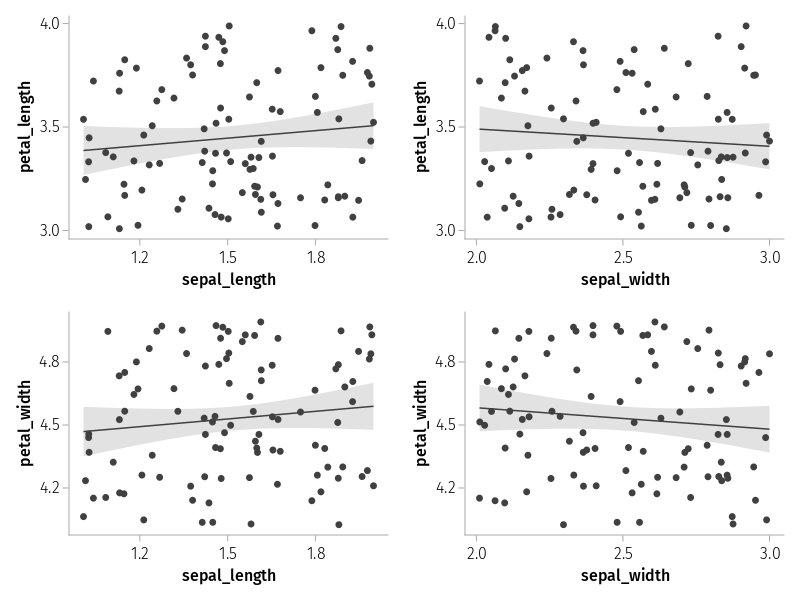 4.0
3.5
3.0
petal_length
1.2 1.5 1.8
sepal_length
4.0
3.5
3.0
petal_length
2.0 2.5 3.0
sepal_width
4.8
4.5
4.2
petal_width
1.2 1.5 1.8
sepal_length
4.8
4.5
4.2
petal_width
2.0 2.5 3.0
sepal_width